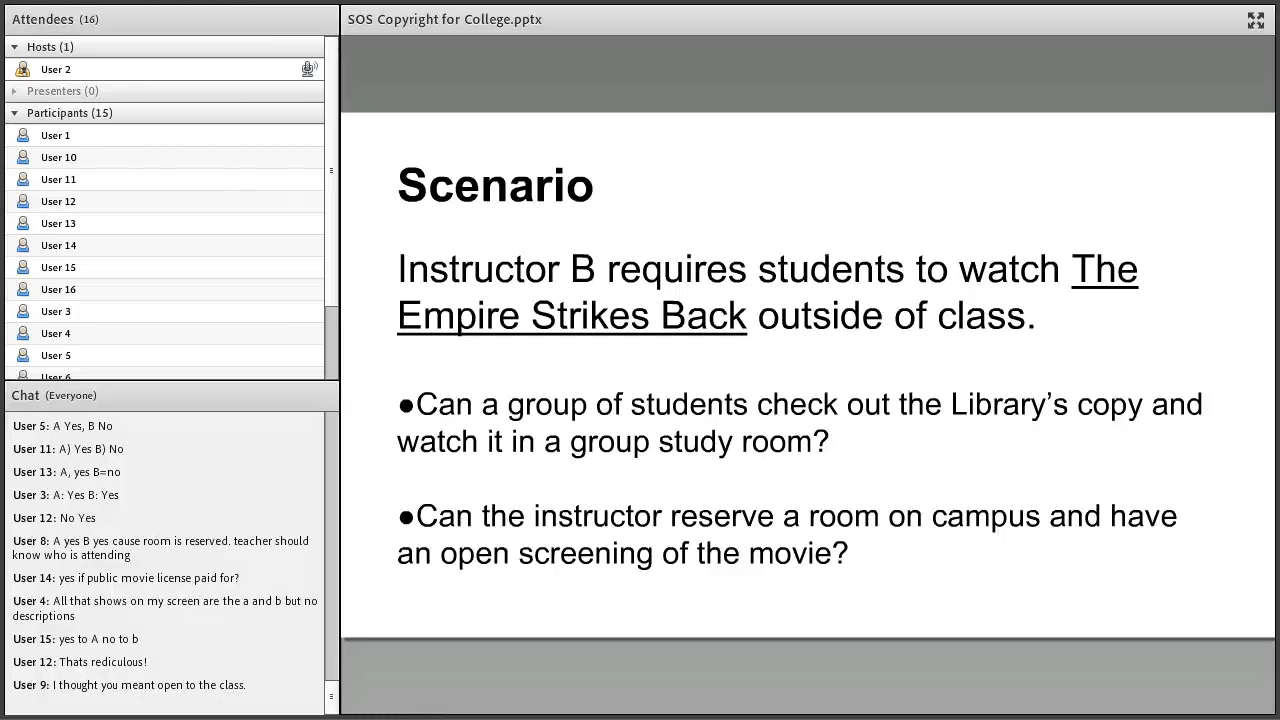 Attendees (16)
Hosts (1)
User 2
Presenters (0)
Participants (15)
User 1
User 10
User 11
User 12
User 13
User 14
User 15
User 16
User 3
User 4
User 5
User 6
Chat (Everyone)
User 5: A Yes, B No
User 11: A) Yes B) No
User 13: A, yes B=no
User 3: A: Yes B: Yes
User 12: No Yes
User 8: A yes B yes cause room is reserved. teacher should
know who is attending
User 14: yes if public movie license paid for?
User 4: All that shows on my screen are the a and b but no
descriptions
User 15: yes to A no to b
User 12: Thats rediculous!
User 9: I thought you meant open to the class.
SOS Copyright for College.pptx
Scenario
Instructor B requires students to watch The
Empire Strikes Back outside of class.
●Can a group of students check out the Library’s copy and
watch it in a group study room?
●Can the instructor reserve a room on campus and have
an open screening of the movie?